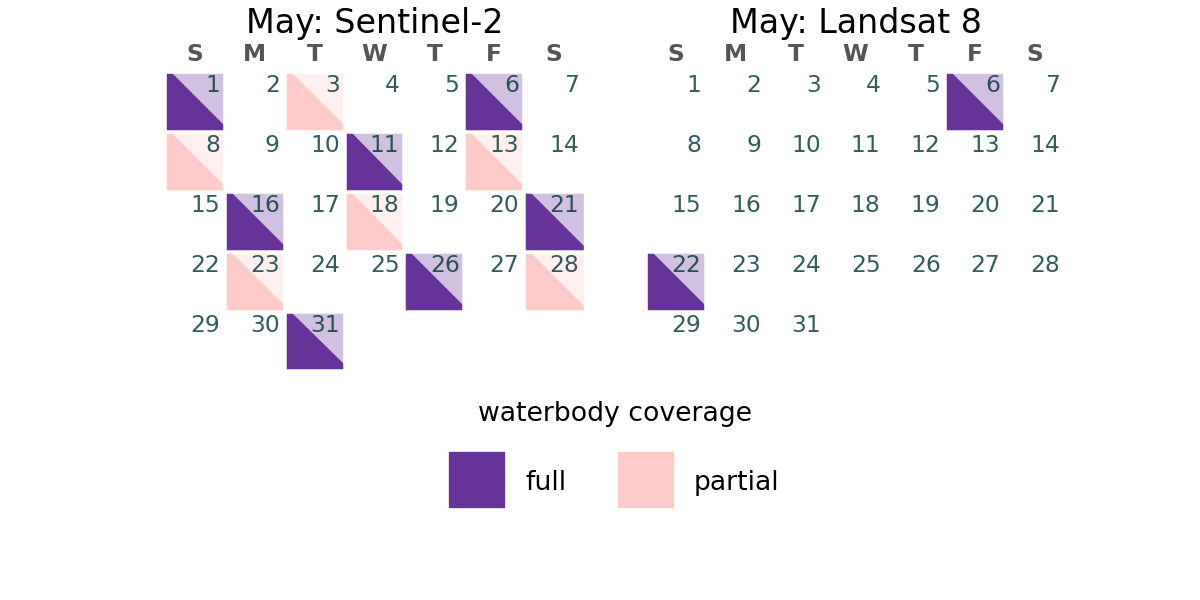 May: Sentinel-2
S M T W T F S
1 2 3 4 5 6 7
8 9 10 11 12 13 14
15 16 17 18 19 20 21
22 23 24 25 26 27 28
29 30 31
May: Landsat 8
S M T W T F S
1 2 3 4 5 6 7
8 9 10 11 12 13 14
15 16 17 18 19 20 21
22 23 24 25 26 27 28
29 30 31
waterbody coverage
full
partial